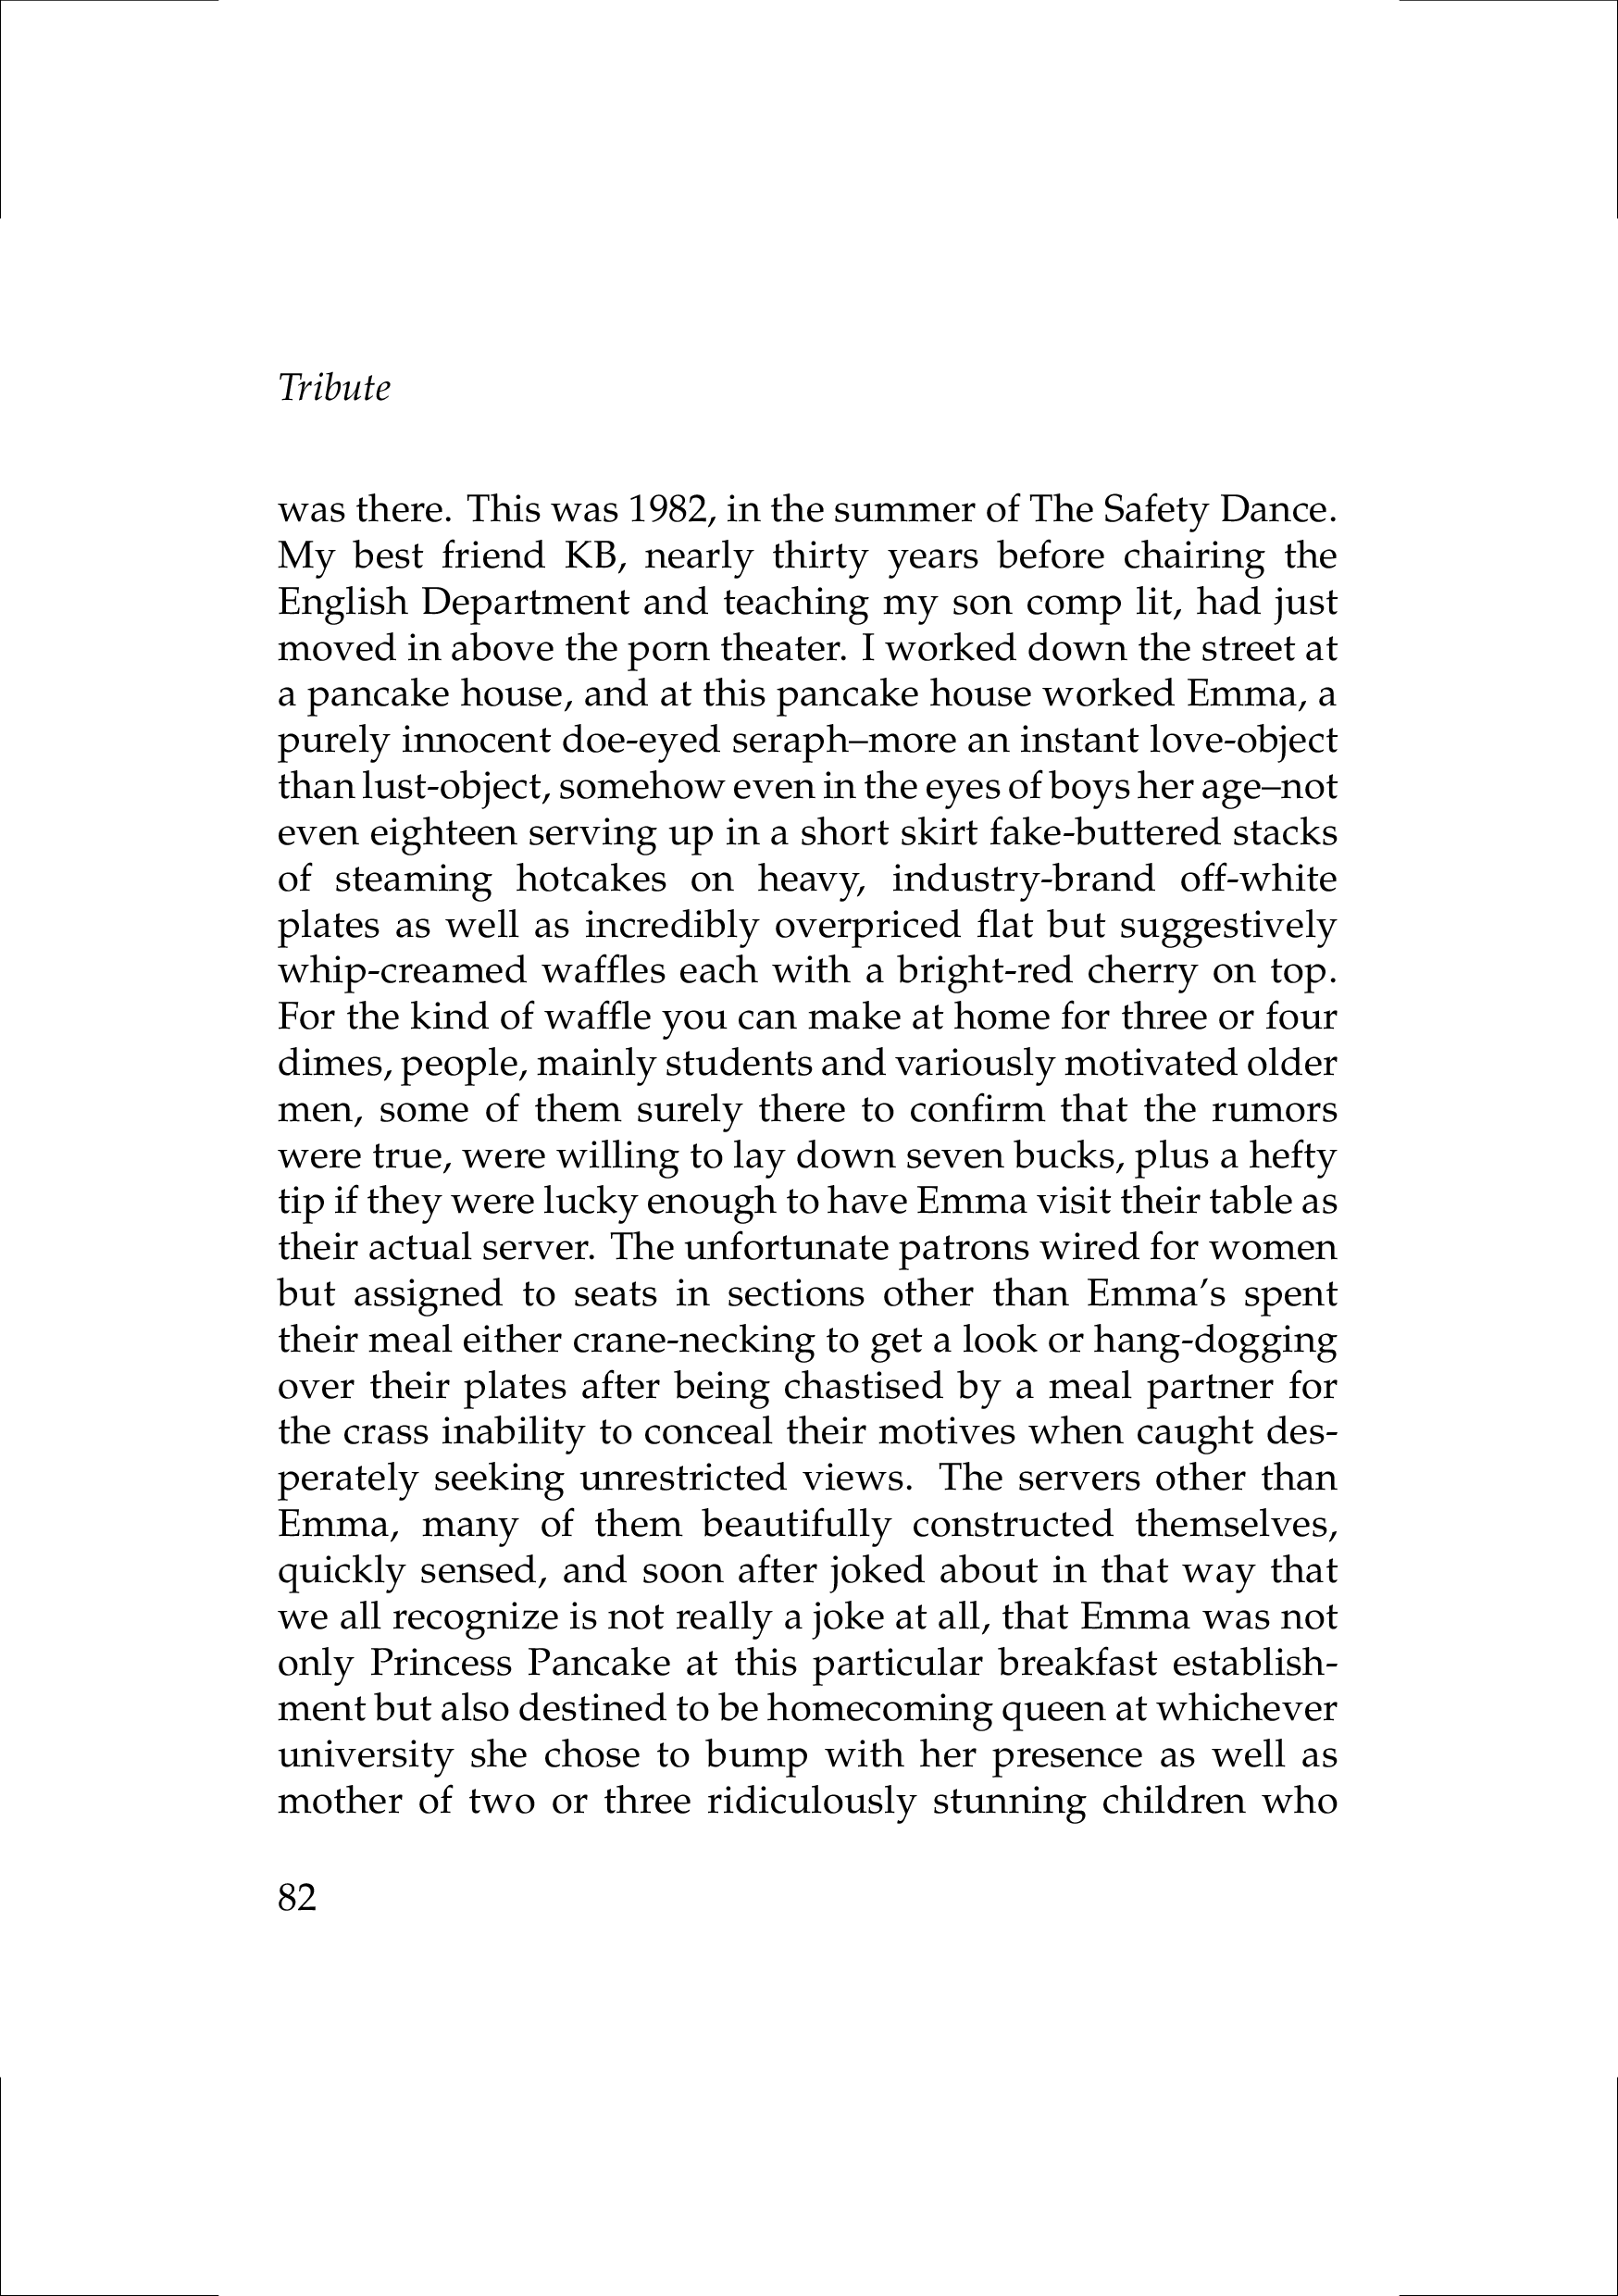 Tribute
was there. This was 1982, in the summer of The Safety Dance.
My best friend KB, nearly thirty years before chairing the
English Department and teaching my son comp lit, had just
moved in above the porn theater. I worked down the street at
a pancake house, and at this pancake house worked Emma, a
purely innocent doe-eyed seraph–more an instant love-object
than lust-object, somehow even in the eyes of boys her age–not
even eighteen serving up in a short skirt fake-buttered stacks
of steaming hotcakes on heavy, industry-brand off-white
plates as well as incredibly overpriced flat but suggestively
whip-creamed waffles each with a bright-red cherry on top.
For the kind of waffle you can make at home for three or four
dimes, people, mainly students and variously motivated older
men, some of them surely there to confirm that the rumors
were true, were willing to lay down seven bucks, plus a hefty
tip if they were lucky enough to have Emma visit their table as
their actual server. The unfortunate patrons wired for women
but assigned to seats in sections other than Emma's spent
their meal either crane-necking to get a look or hang-dogging
over their plates after being chastised by a meal partner for
the crass inability to conceal their motives when caught des-
perately seeking unrestricted views. The servers other than
Emma, many of them beautifully constructed themselves,
quickly sensed, and soon after joked about in that way that
we all recognize is not really a joke at all, that Emma was not
only Princess Pancake at this particular breakfast establish-
ment but also destined to be homecoming queen at whichever
university she chose to bump with her presence as well as
mother of two or three ridiculously stunning children who
82